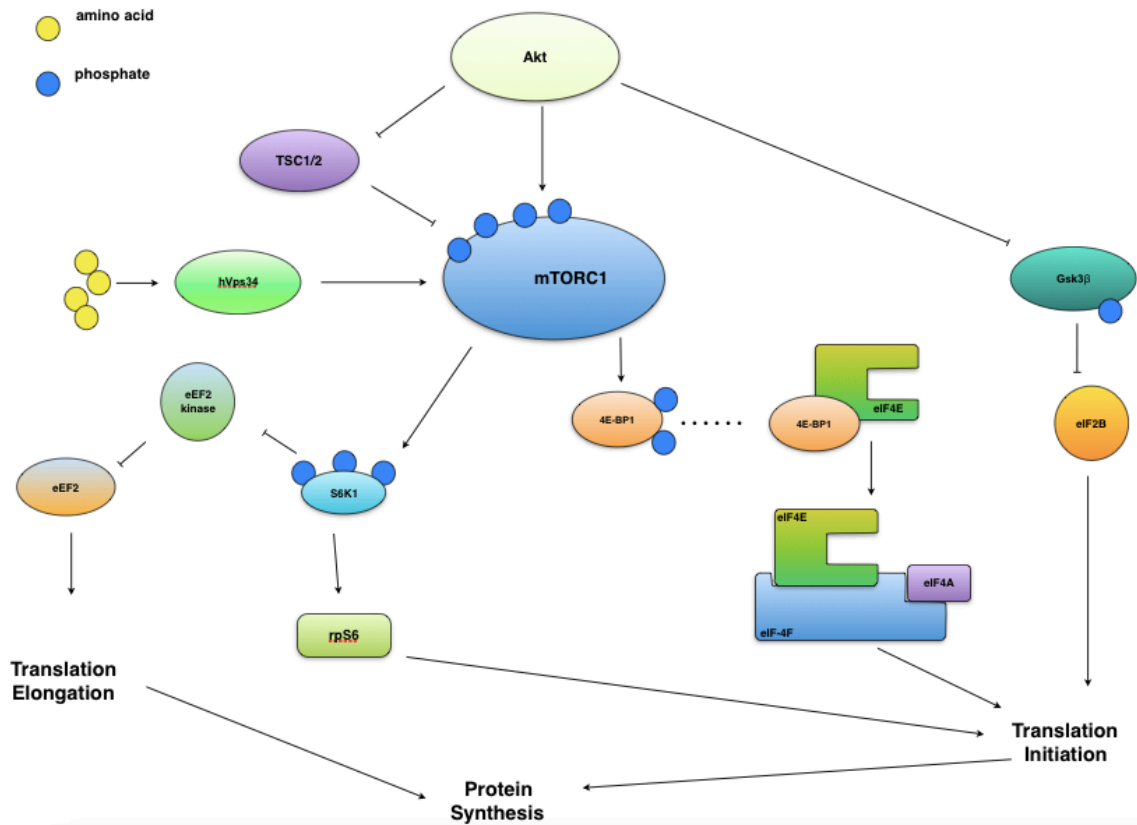 amino acid
phosphate
Akt
TSC1/2
mTORC1
hVps34
Gsk3β
eEF2
kinase
eIF4E
4E-BP1
4E-BP1
eIF2B
eEF2
S6K1
eIF4E
eIF4A
eIF-4F
rpS6
Translation
Elongation
Translation
Initiation
Protein
Synthesis